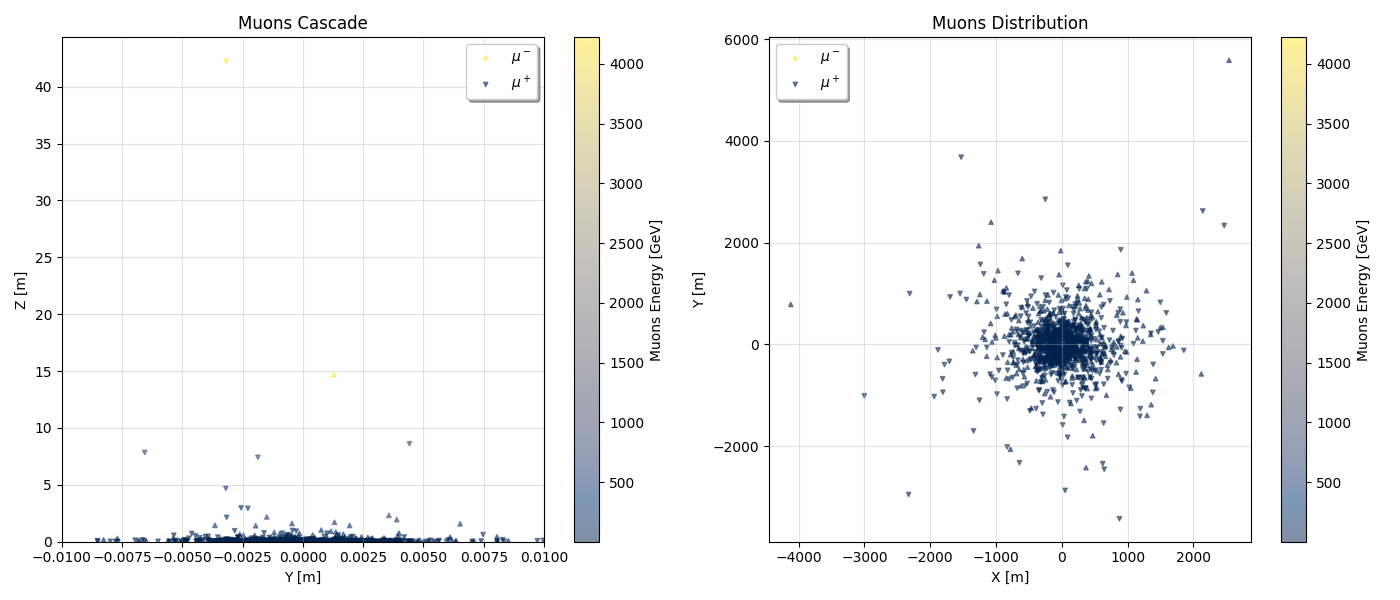 Muons Cascade
Z [m]
40
35
30
25
20
15
10
5
0
−0.0100 −0.0075 −0.0050 −0.0025 0.0000 0.0025 0.0050 0.0075 0.0100
Y [m]
μ−
μ+
4000
3500
3000
2500
2000
1500
1000
500
Muons Energy [GeV]
Muons Distribution
Y [m]
6000
4000
2000
0
−2000
−4000 −3000 −2000 −1000 0 1000 2000
X [m]
μ−
μ+
4000
3500
3000
2500
2000
1500
1000
500
Muons Energy [GeV]